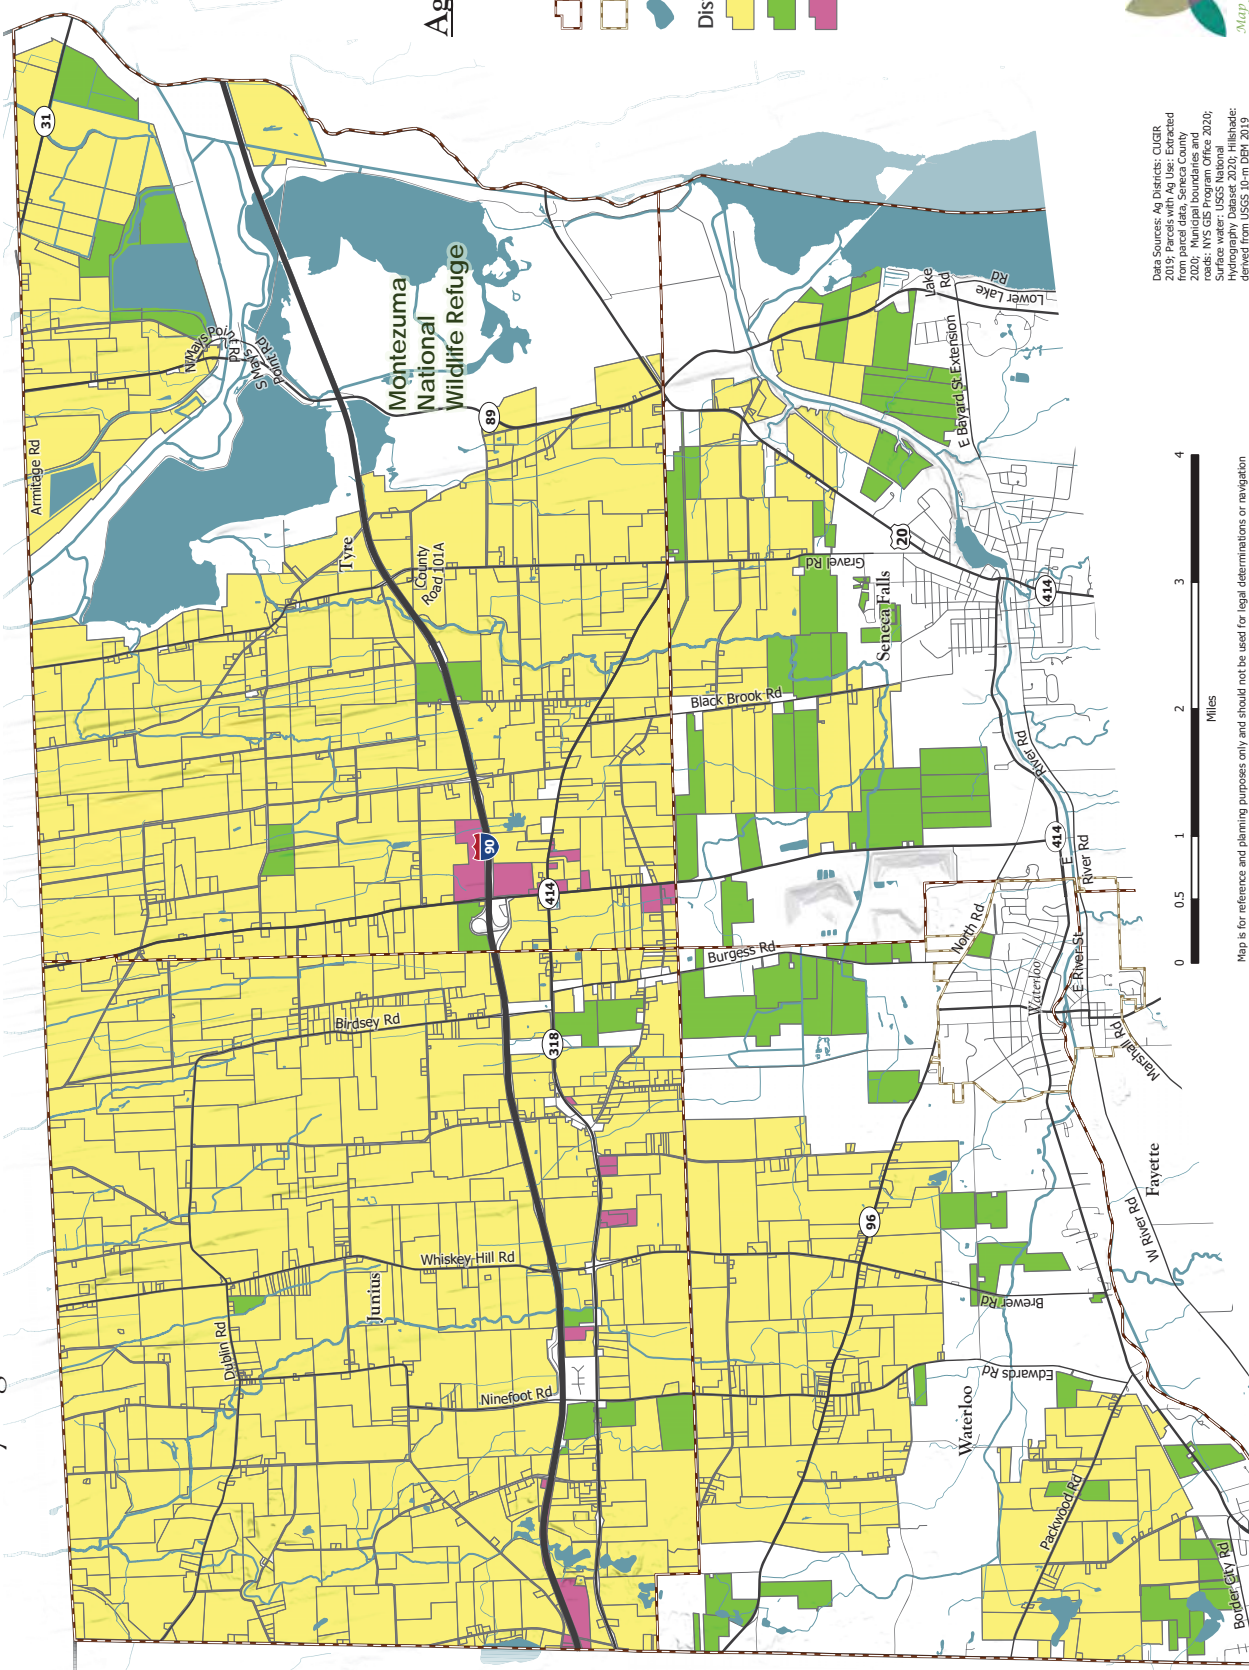 Ag
Dis
Map
31
Armitage Rd
N Mays Point Rd
S Mays
Point Rd
Montezuma
National
Wildlife Refuge
89
Tyre
County
Road 101A
90
414
318
Birdsey Rd
Whiskey Hill Rd
Junius
Dublin Rd
Ninefoot Rd
Lake
Rd
Lower Lake
Rd
E Bayard St Extension
20
Gravel Rd
Seneca Falls
414
Black Brook Rd
River Rd
414
E
River Rd
Burgess Rd
North Rd
Waterloo
E River St
Marshall Rd
96
Fayette
W River Rd
Brewer Rd
Edwards Rd
Waterloo
Packwood Rd
Border City Rd
0 0.5 1 2 3 4
Miles
Data Sources: Ag Districts: CUGIR
2019; Parcels with Ag Use: Extracted
from parcel data, Seneca County
2020; Municipal boundaries and
roads: NYS GIS Program Office 2020;
Surface water: USGS National
Hydrography Dataset 2020; Hillshade:
derived from USGS 10-m DEM 2019
Map is for reference and planning purposes only and should not be used for legal determinations or navigation